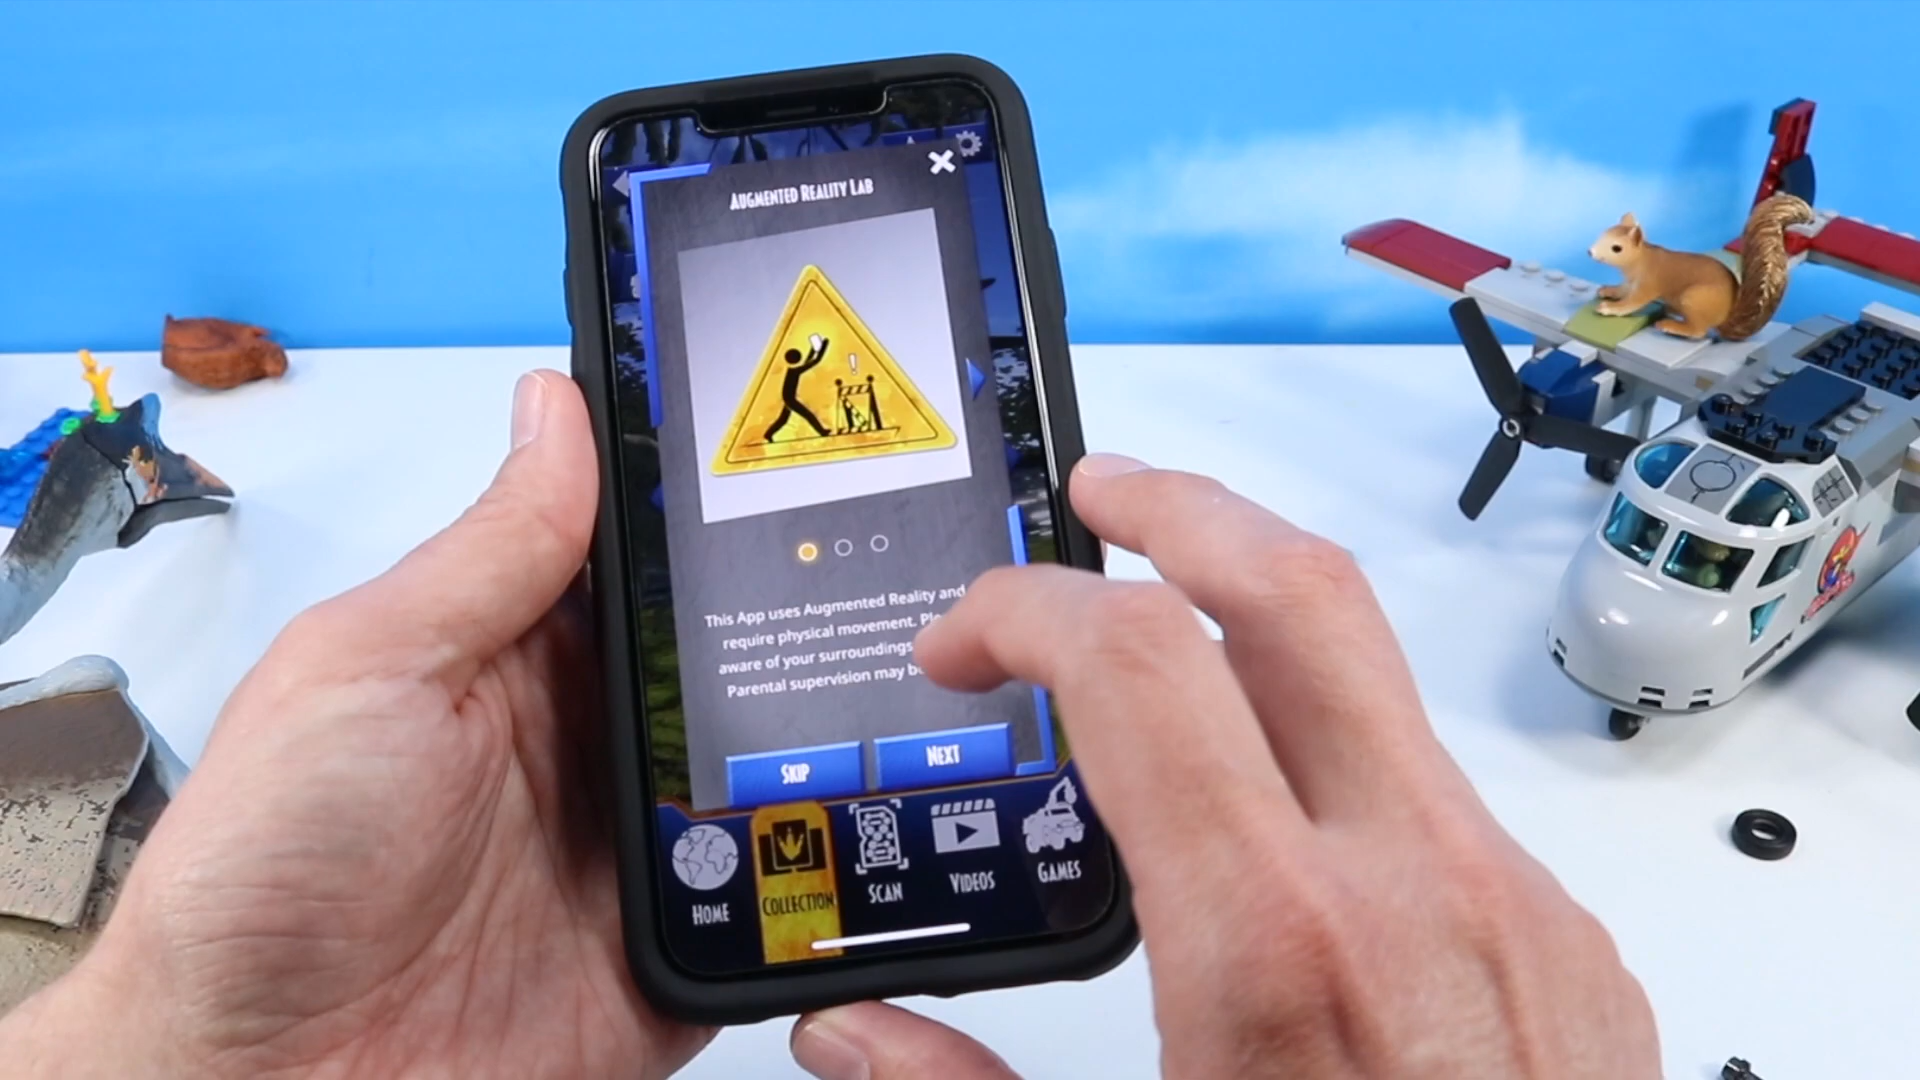 AUGMENTED REALITY LAB
!
This App uses Augmented Reality and
require physical movement.
aware of your surroundings
Parental supervision may
SKIP
NEXT
HOME
COLLECTION
SCAN
VIDEOS
GAMES